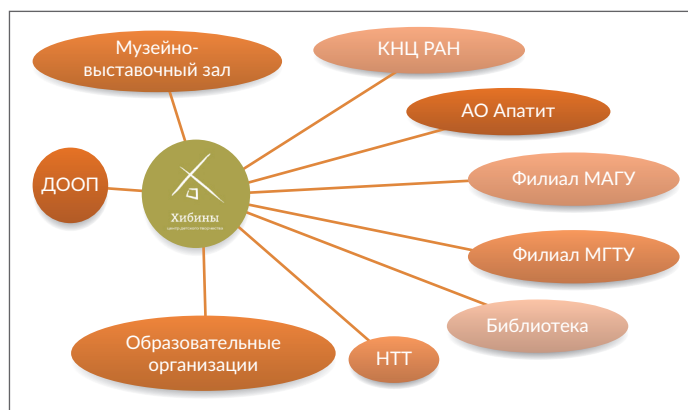 Музейно-
выставочный зал
КНЦ РАН
АО Апатит
ДООП
Филиал МАГУ
Хибины
Филиал МГТУ
Библиотека
Образовательные
организации
НТТ